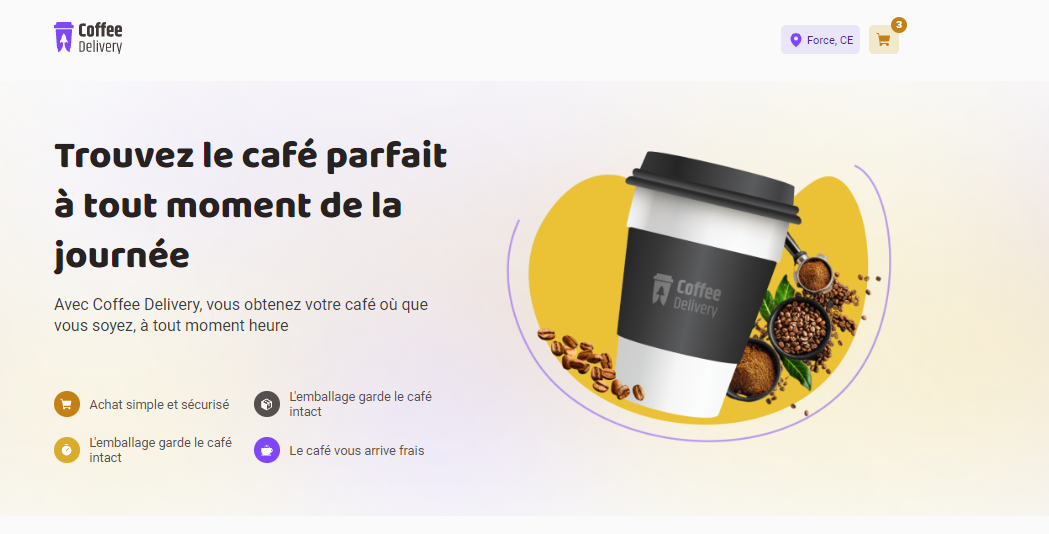 Coffee
Delivery
Force, CE
3
Trouvez le café parfait
à tout moment de la
journée
Avec Coffee Delivery, vous obtenez votre café où que
vous soyez, à tout moment heure
Achat simple et sécurisé
L'emballage garde le café
intact
L'emballage garde le café
intact
Le café vous arrive frais
Coffee
Delivery